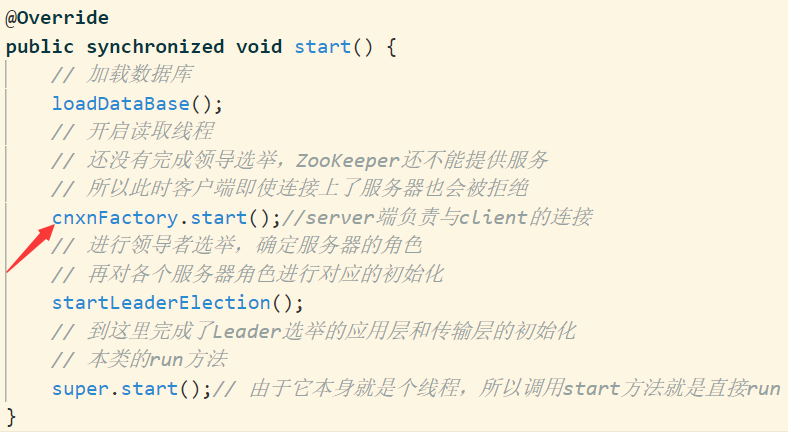 @Override
public synchronized void start() {
// 加载数据库
loadDataBase();
// 开启读取线程
// 还没有完成领导选举，ZooKeeper还不能提供服务
// 所以此时客户端即使连接上了服务器也会被拒绝
cnxnFactory.start();//server端负责与client的连接
// 进行领导者选举，确定服务器的角色
// 再对各个服务器角色进行对应的初始化
startLeaderElection();
// 到这里完成了Leader选举的应用层和传输层的初始化
// 本类的run方法
super.start();// 由于它本身就是个线程，所以调用start方法就是直接run
}